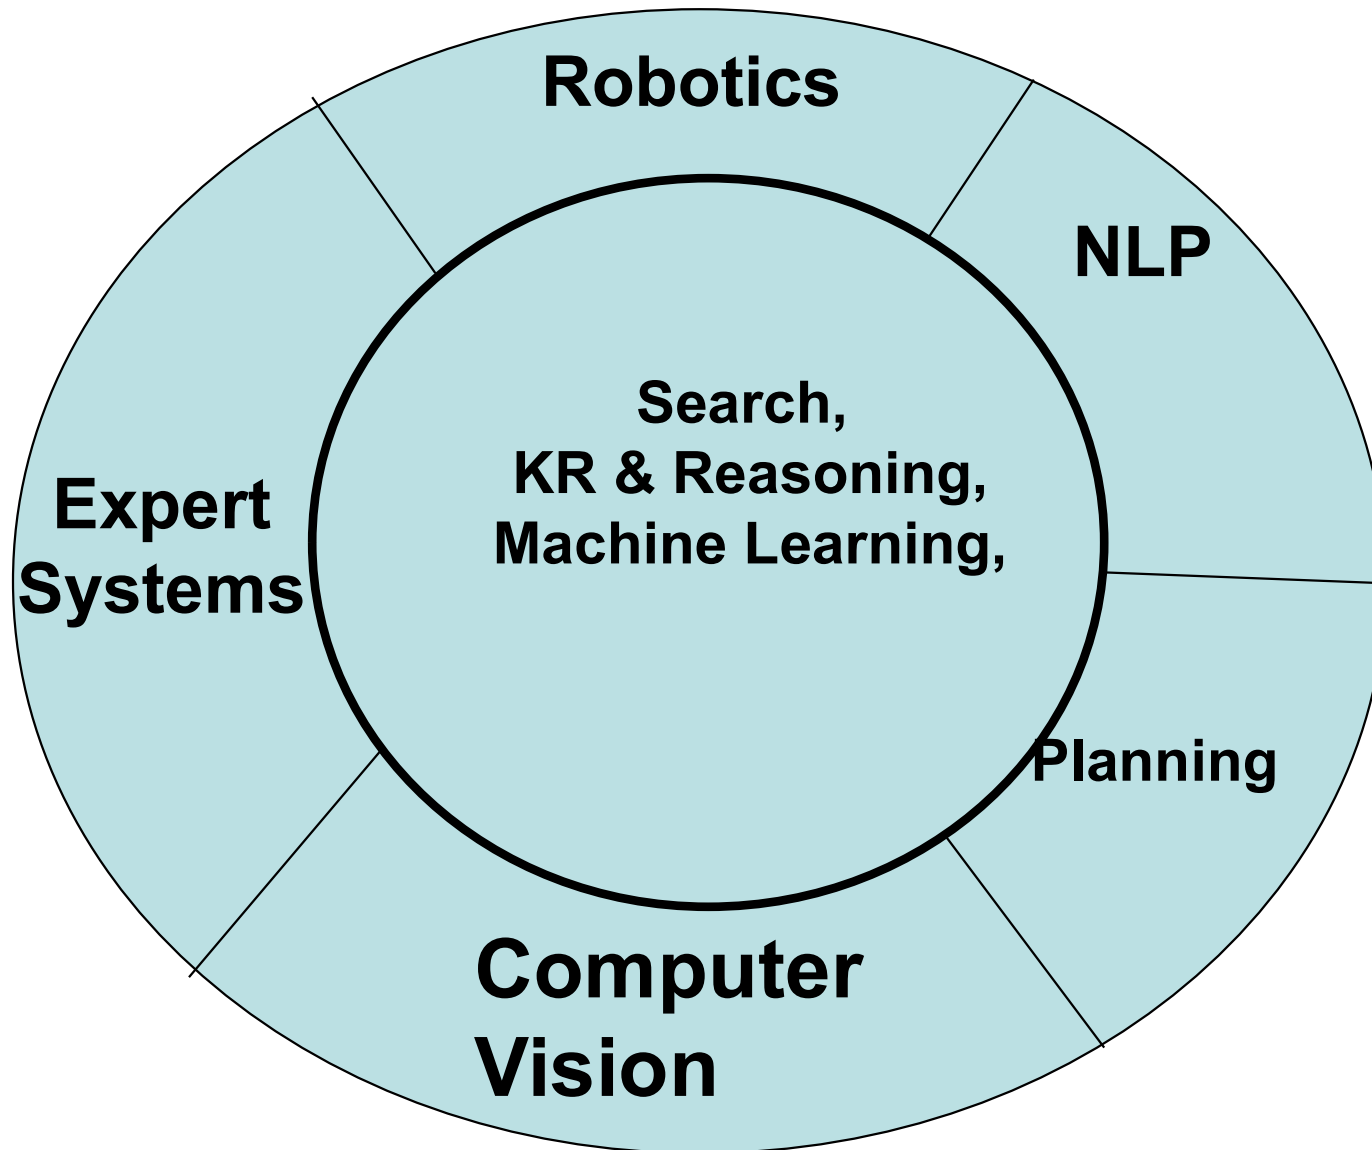 Robotics
NLP
Search,
KR & Reasoning,
Machine Learning,
Expert
Systems
Planning
Computer
Vision